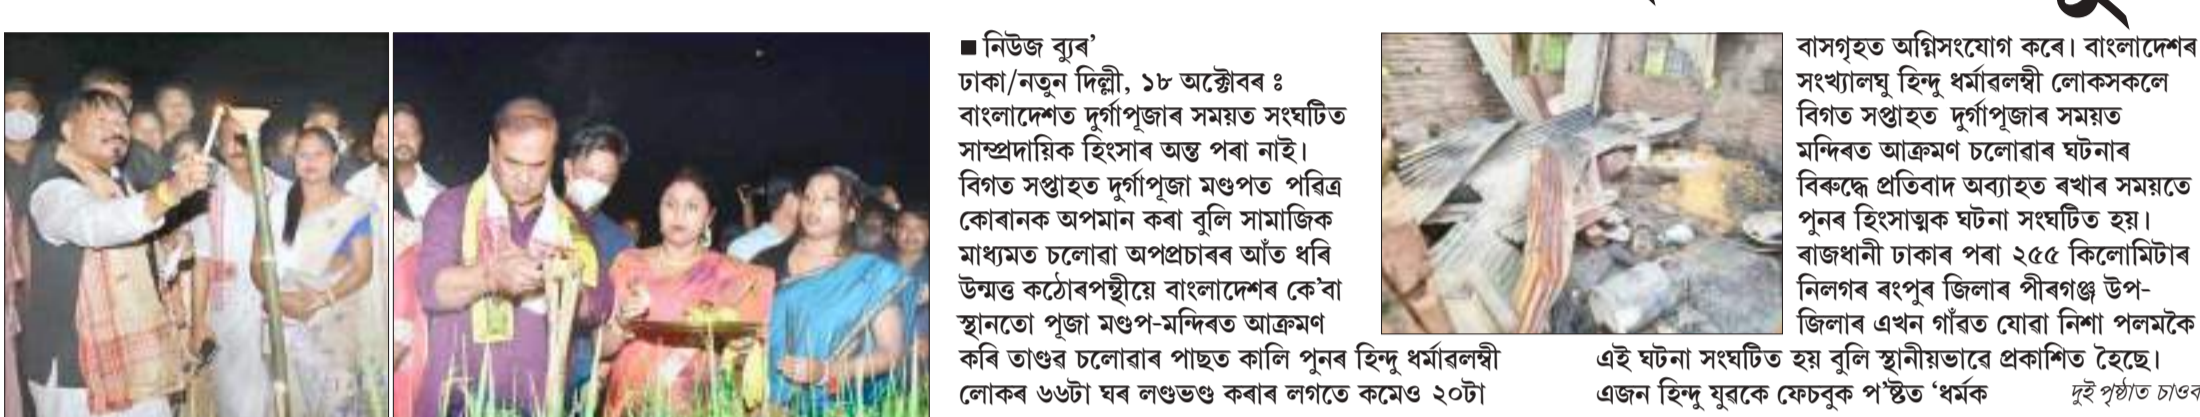 ■ নিউজ ব্যুৰ’
ঢাকা/নতুন দিল্লী, ১৮ অক্টোবৰ ঃ
বাংলাদেশত দুৰ্গাপূজাৰ সময়ত সংঘটিত
সাম্প্ৰদায়িক হিংসাৰ অন্ত পৰা নাই।
বিগত সপ্তাহত দুৰ্গাপূজা মণ্ডপত পবিত্ৰ
কোৰানক অপমান কৰা বুলি সামাজিক
মাধ্যমত চলোৱা অপপ্ৰচাৰৰ আঁত ধৰি
উন্মত্ত কঠোৰপন্থীয়ে বাংলাদেশৰ কে’বা
স্থানতো পূজা মণ্ডপ-মন্দিৰত আক্ৰমণ
কৰি তাণ্ডৱ চলোৱাৰ পাছত কালি পুনৰ হিন্দু ধৰ্মাৱলম্বী
লোকৰ ৬৬টা ঘৰ লণ্ডভণ্ড কৰাৰ লগতে কমেও ২০টা
বাসগৃহত অগ্নিসংযোগ কৰে। বাংলাদেশৰ
সংখ্যালঘু হিন্দু ধৰ্মাৱলম্বী লোকসকলে
বিগত সপ্তাহত দুৰ্গাপূজাৰ সময়ত
মন্দিৰত আক্ৰমণ চলোৱাৰ ঘটনাৰ
বিৰুদ্ধে প্ৰতিবাদ অব্যাহত ৰখাৰ সময়তে
পুনৰ হিংসাত্মক ঘটনা সংঘটিত হয়।
ৰাজধানী ঢাকাৰ পৰা ২৫৫ কিলোমিটাৰ
নিলগৰ ৰংপুৰ জিলাৰ পীৰগঞ্জ উপ-
জিলাৰ এখন গাঁৱত যোৱা নিশা পলমকৈ
এই ঘটনা সংঘটিত হয় বুলি স্থানীয়ভাৱে প্ৰকাশিত হৈছে।
এজন হিন্দু যুৱকে ফেচবুক প’ষ্টত ‘ধৰ্মক
দুই পৃষ্ঠাত চাওক